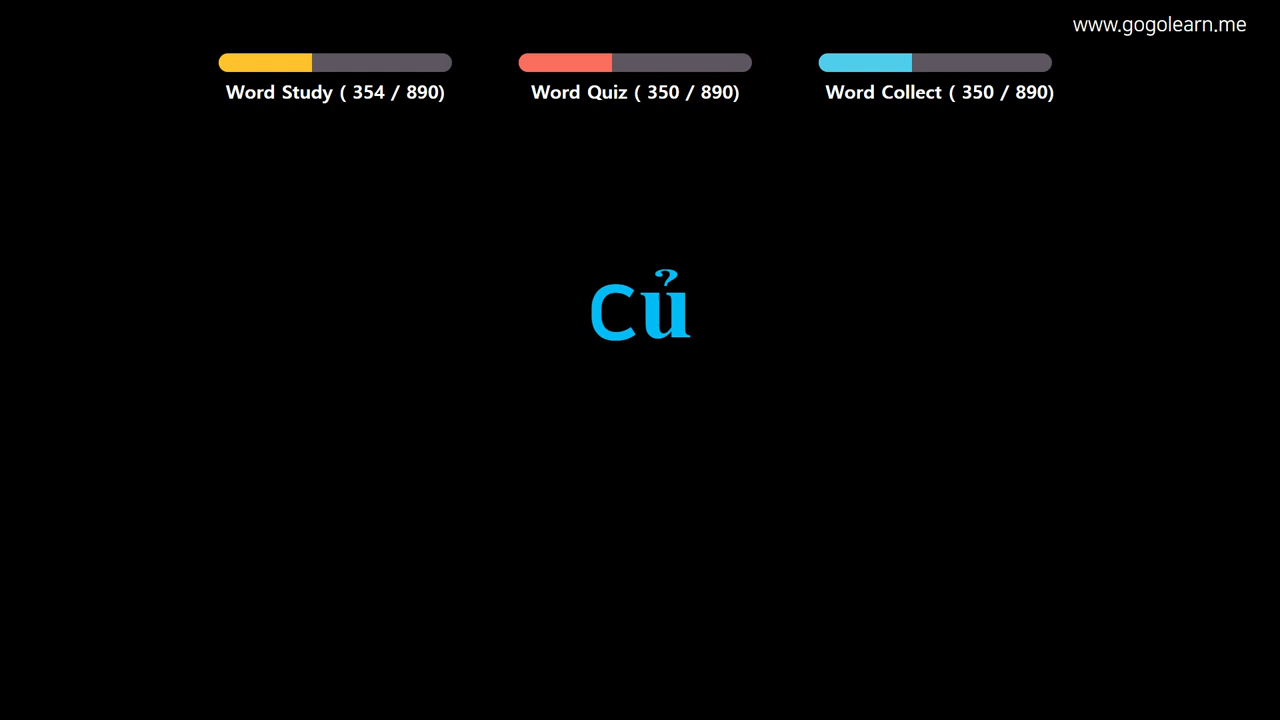 www.gogolearn.me
Word Study ( 354 / 890)
Word Quiz ( 350 / 890)
Word Collect ( 350 / 890)
củ